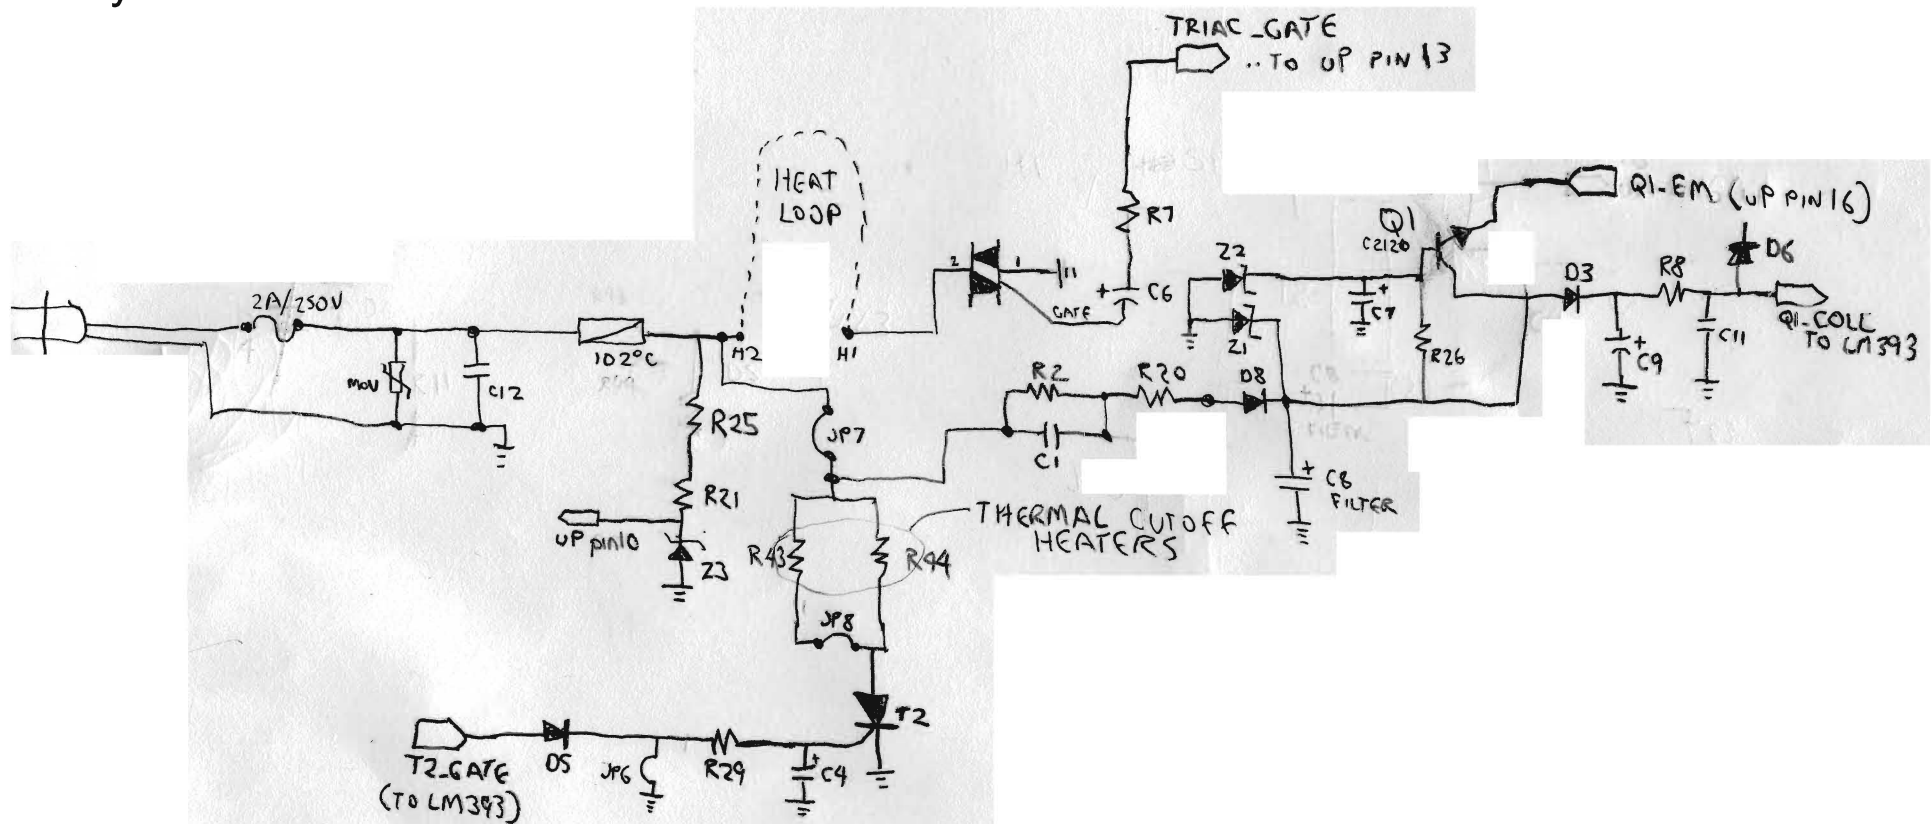 TRIAC_GATE
..TO UP PIN 13
HEAT
LOOP
R7
Q1-EM (UP PIN 16)
Q1
C2120
D6
2
1
Z2
D3
R8
2A/250V
GATE
+
C6
+
C7
Z1
Q1-COLL
TO LM393
MOV
C12
102°C
H2
H1
R26
+
C9
C11
R2
R20
D8
R25
JP7
C1
+
C8
FILTER
R21
THERMAL CUTOFF
HEATERS
UP pin10
Z3
R43
R44
JP8
T2
T2_GATE
(TO LM393)
D5
JP6
R29
+
C4